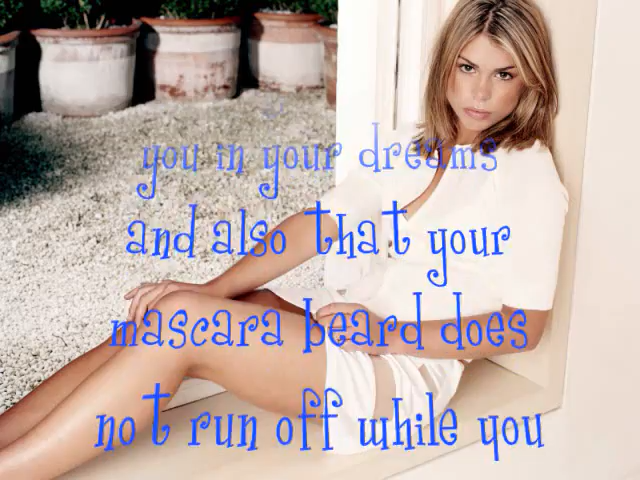 you in your dreams
and also that your
mascara beard does
not run off while you